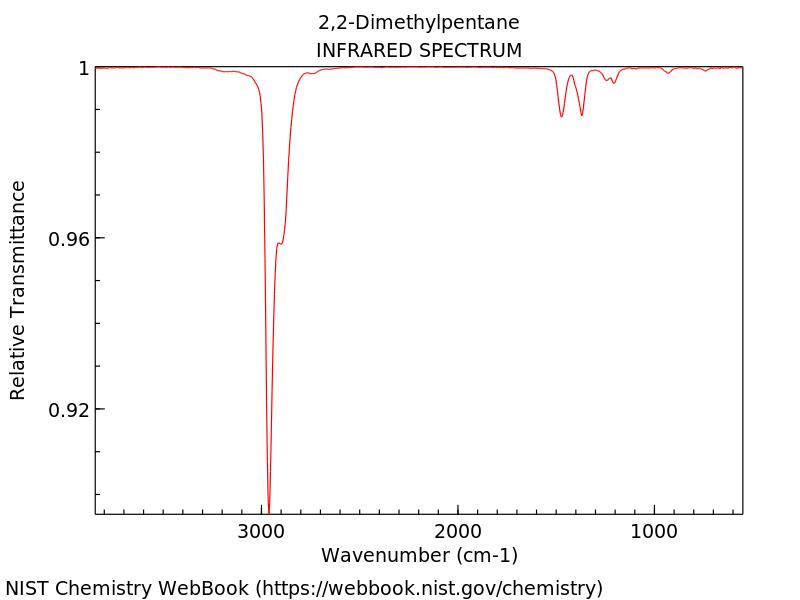 2,2-Dimethylpentane
INFRARED SPECTRUM
1
0.96
0.92
Relative Transmittance
3000 2000 1000
Wavenumber (cm-1)
NIST Chemistry WebBook (https://webbook.nist.gov/chemistry)